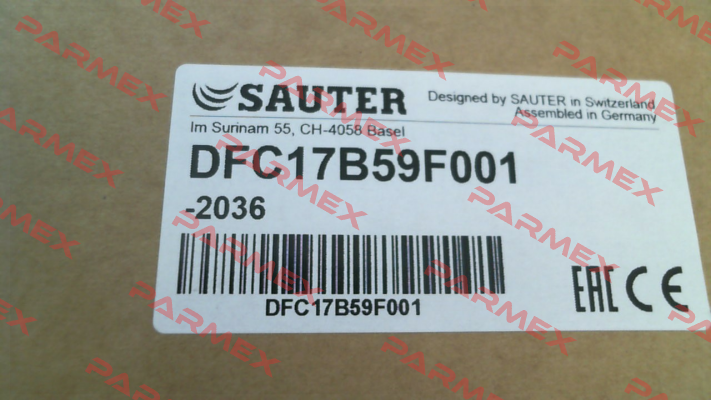 SAUTER
Designed by SAUTER in Switzerland
Assembled in Germany
Im Surinam 55, CH-4058 Basel
DFC17B59F001
-2036
DFC17B59F001
EAC CE
PARMEX